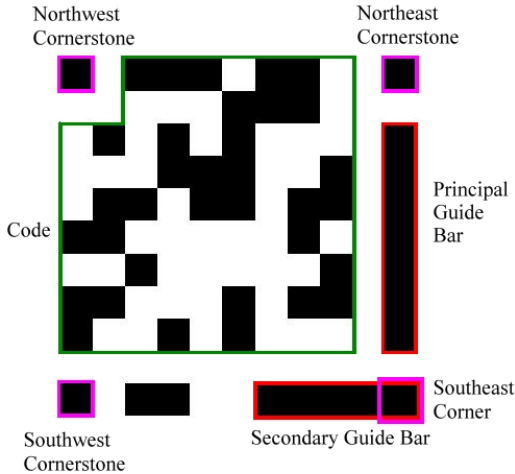 Northwest
Cornerstone
Northeast
Cornerstone
Code
Principal
Guide
Bar
Southeast
Corner
Southwest
Cornerstone
Secondary Guide Bar